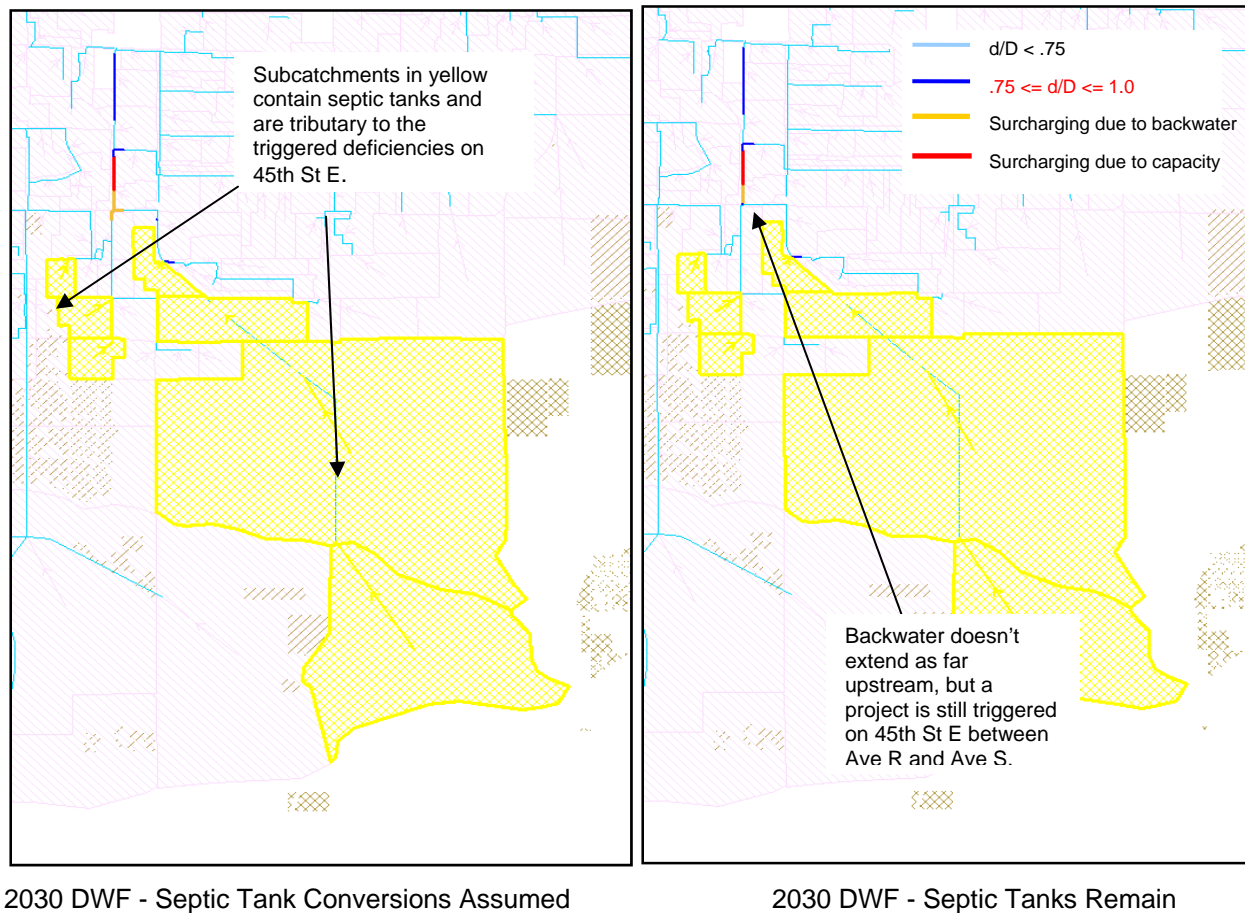 Subcatchments in yellow
contain septic tanks and
are tributary to the
triggered deficiencies on
45th St E.
d/D < .75
.75 <= d/D <= 1.0
Surcharging due to backwater
Surcharging due to capacity
Backwater doesn't
extend as far
upstream, but a
project is still triggered
on 45th St E between
Ave R and Ave S.
2030 DWF - Septic Tank Conversions Assumed
2030 DWF - Septic Tanks Remain